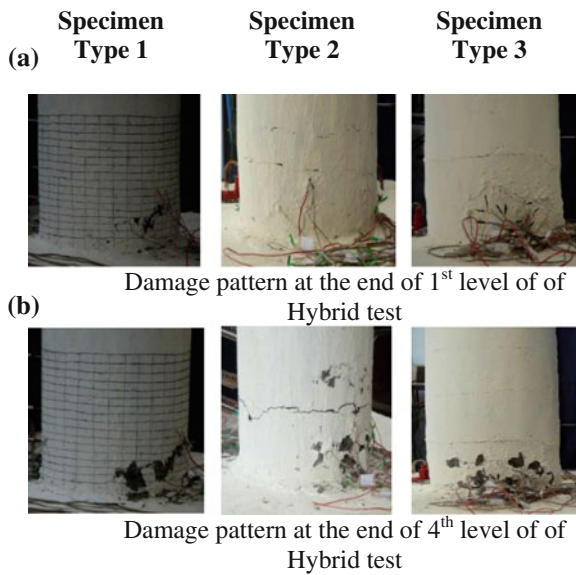 Specimen Type 1
Specimen Type 2
Specimen Type 3
(a)
Damage pattern at the end of 1st level of of
Hybrid test
(b)
Damage pattern at the end of 4th level of of
Hybrid test